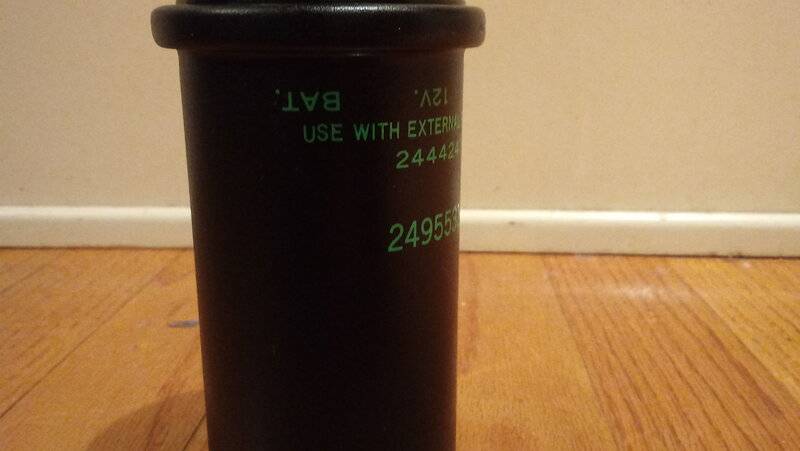 BAT. 12V.
USE WITH EXTERNAL
244424
249553